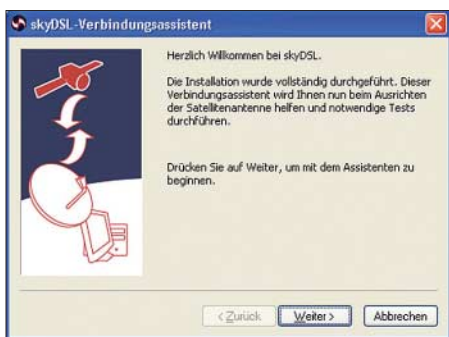 skyDSL-Verbindungsassistent
Herzlich Willkommen bei skyDSL.
Die Installation wurde vollständig durchgeführt. Dieser
Verbindungsassistent wird Ihnen nun beim Ausrichten
der Satellitenantenne helfen und notwendige Tests
durchführen.
Drücken Sie auf Weiter, um mit dem Assistenten zu
beginnen.
< Zurück Weiter > Abbrechen